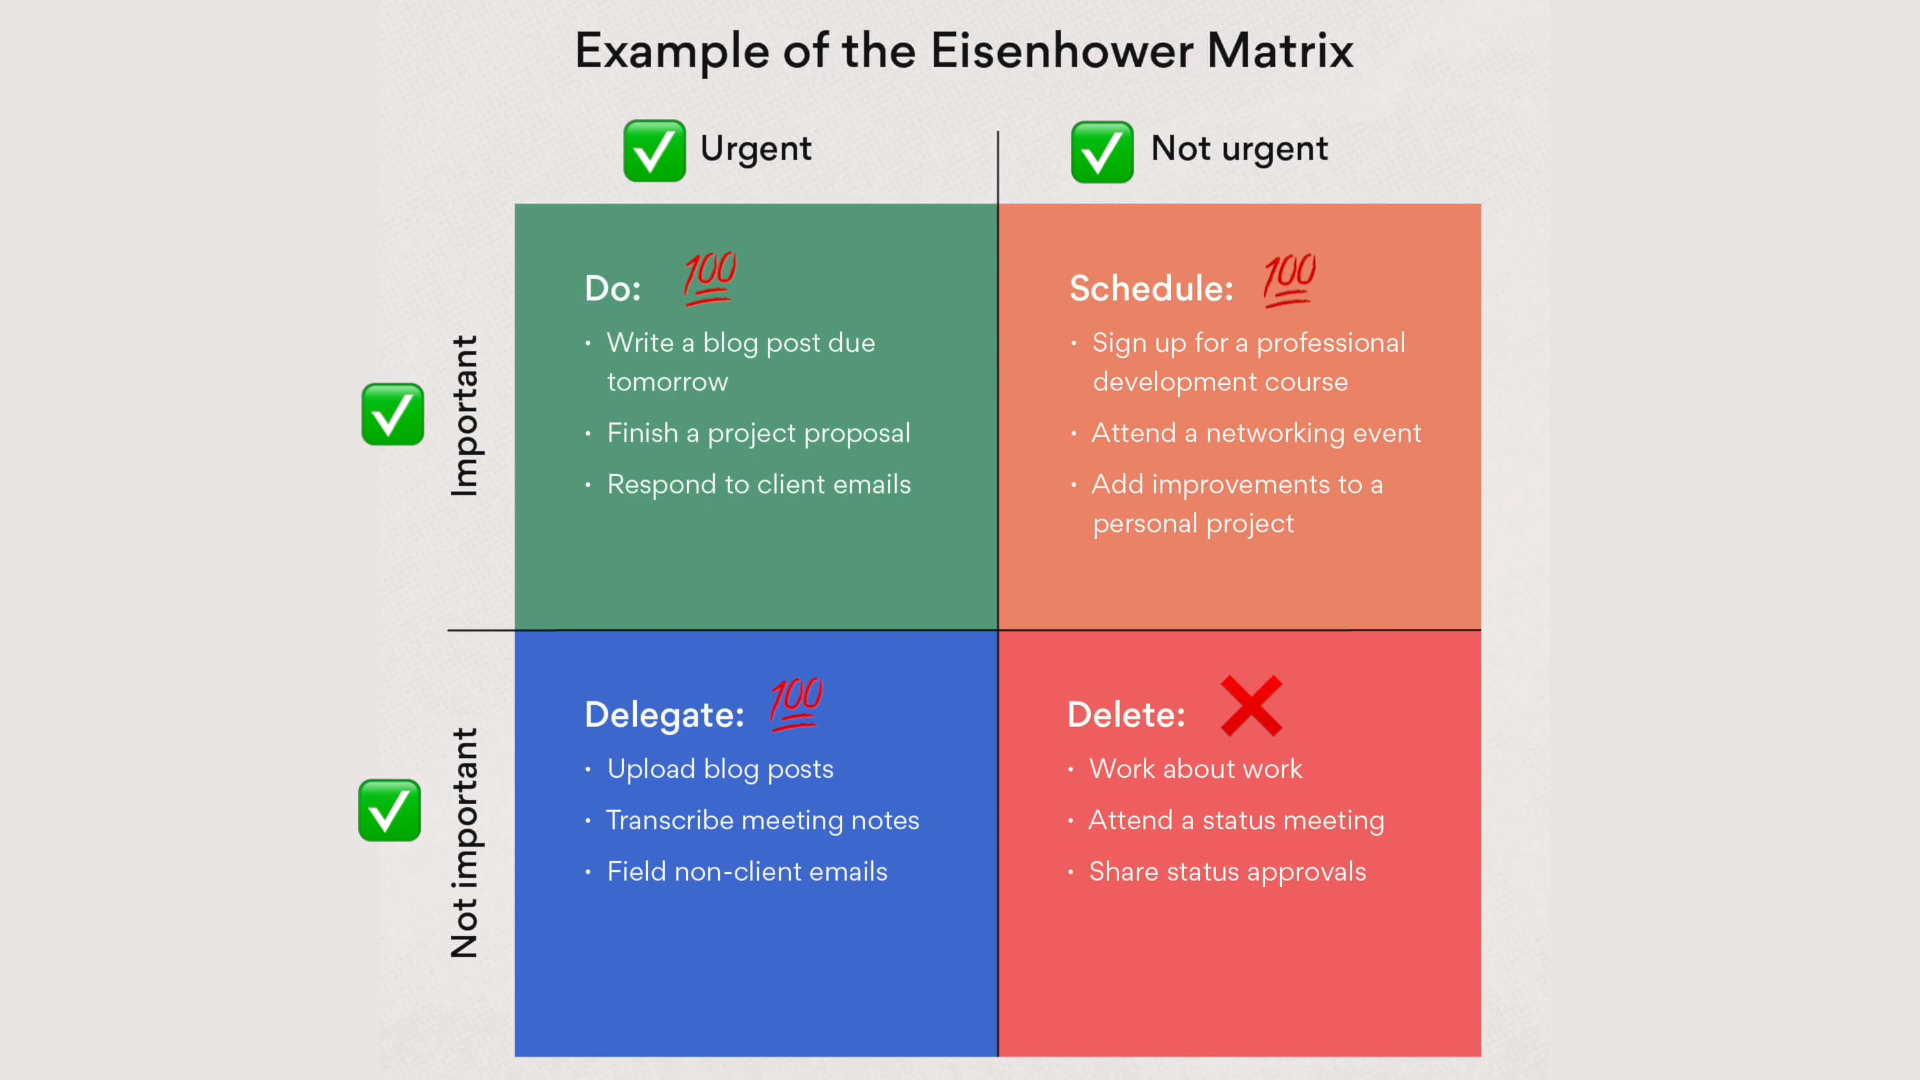 Example of the Eisenhower Matrix
Urgent
Not urgent
Important
Do:
• Write a blog post due
tomorrow
• Finish a project proposal
• Respond to client emails
Schedule:
• Sign up for a professional
development course
• Attend a networking event
• Add improvements to a
personal project
Not important
Delegate:
• Upload blog posts
• Transcribe meeting notes
• Field non-client emails
Delete:
• Work about work
• Attend a status meeting
• Share status approvals